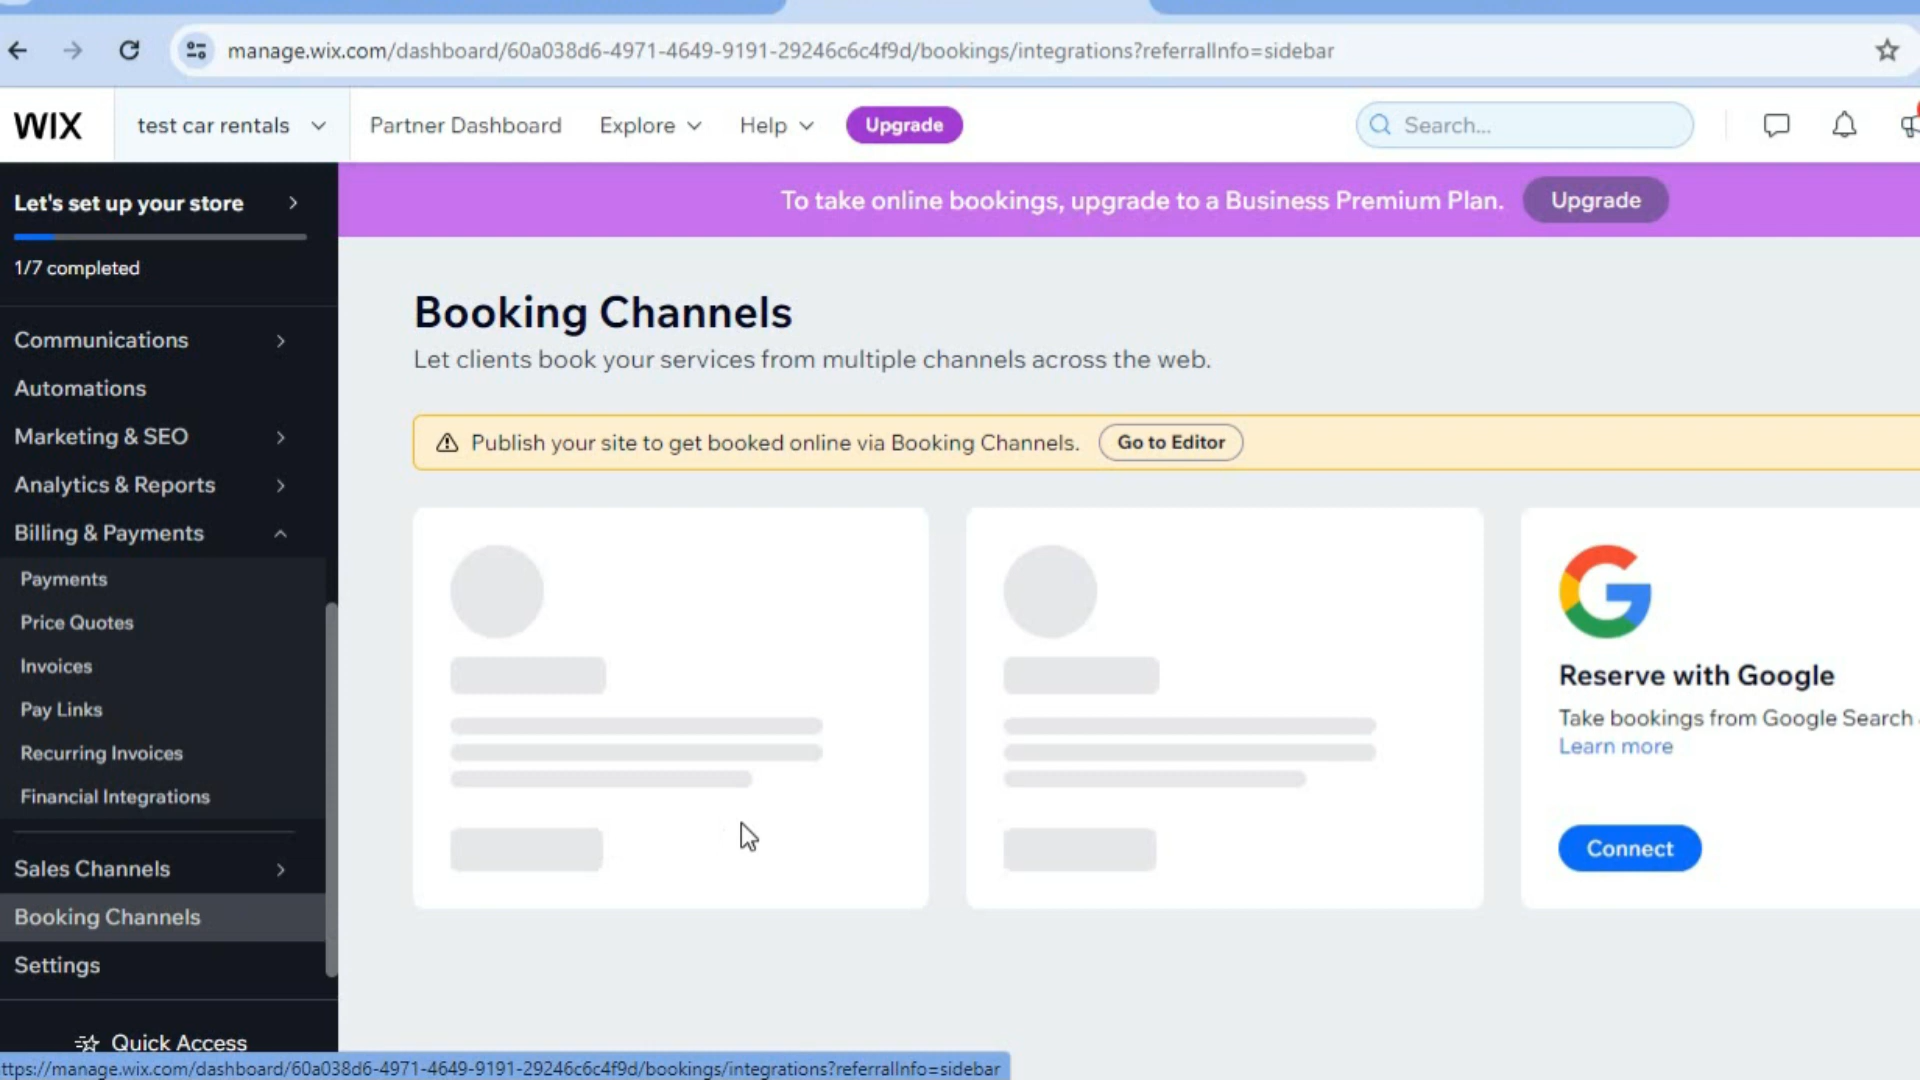 manage.wix.com/dashboard/60a038d6-4971-4649-9191-29246c6c4f9d/bookings/integrations?referralInfo=sidebar
WIX
test car rentals
Partner Dashboard
Explore
Help
Upgrade
Search...
Let's set up your store
1/7 completed
To take online bookings, upgrade to a Business Premium Plan.
Upgrade
Communications
Automations
Marketing & SEO
Analytics & Reports
Billing & Payments
Payments
Price Quotes
Invoices
Pay Links
Recurring Invoices
Financial Integrations
Sales Channels
Booking Channels
Settings
Quick Access
Booking Channels
Let clients book your services from multiple channels across the web.
Publish your site to get booked online via Booking Channels.
Go to Editor
Reserve with Google
Take bookings from Google Search
Learn more
Connect
ttps://manage.wix.com/dashboard/60a038d6-4971-4649-9191-29246c6c4f9d/bookings/integrations?referralInfo=sidebar